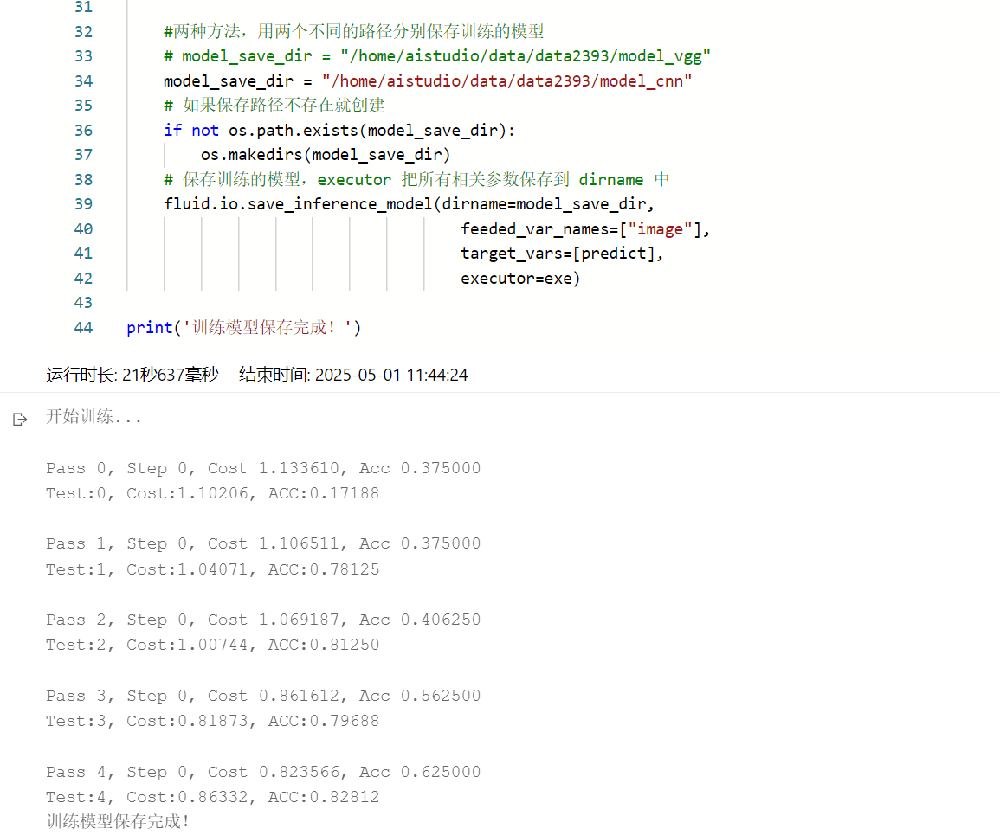 31
32 #两种方法，用两个不同的路径分别保存训练的模型
33 # model_save_dir = "/home/aistudio/data/data2393/model_vgg"
34 model_save_dir = "/home/aistudio/data/data2393/model_cnn"
35 # 如果保存路径不存在就创建
36 if not os.path.exists(model_save_dir):
37 os.makedirs(model_save_dir)
38 # 保存训练的模型，executor 把所有相关参数保存到 dirname 中
39 fluid.io.save_inference_model(dirname=model_save_dir,
40 feeded_var_names=["image"],
41 target_vars=[predict],
42 executor=exe)
43
44 print('训练模型保存完成！')
运行时长: 21秒637毫秒 结束时间: 2025-05-01 11:44:24
开始训练...
Pass 0, Step 0, Cost 1.133610, Acc 0.375000
Test:0, Cost:1.10206, ACC:0.17188
Pass 1, Step 0, Cost 1.106511, Acc 0.375000
Test:1, Cost:1.04071, ACC:0.78125
Pass 2, Step 0, Cost 1.069187, Acc 0.406250
Test:2, Cost:1.00744, ACC:0.81250
Pass 3, Step 0, Cost 0.861612, Acc 0.562500
Test:3, Cost:0.81873, ACC:0.79688
Pass 4, Step 0, Cost 0.823566, Acc 0.625000
Test:4, Cost:0.86332, ACC:0.82812
训练模型保存完成！